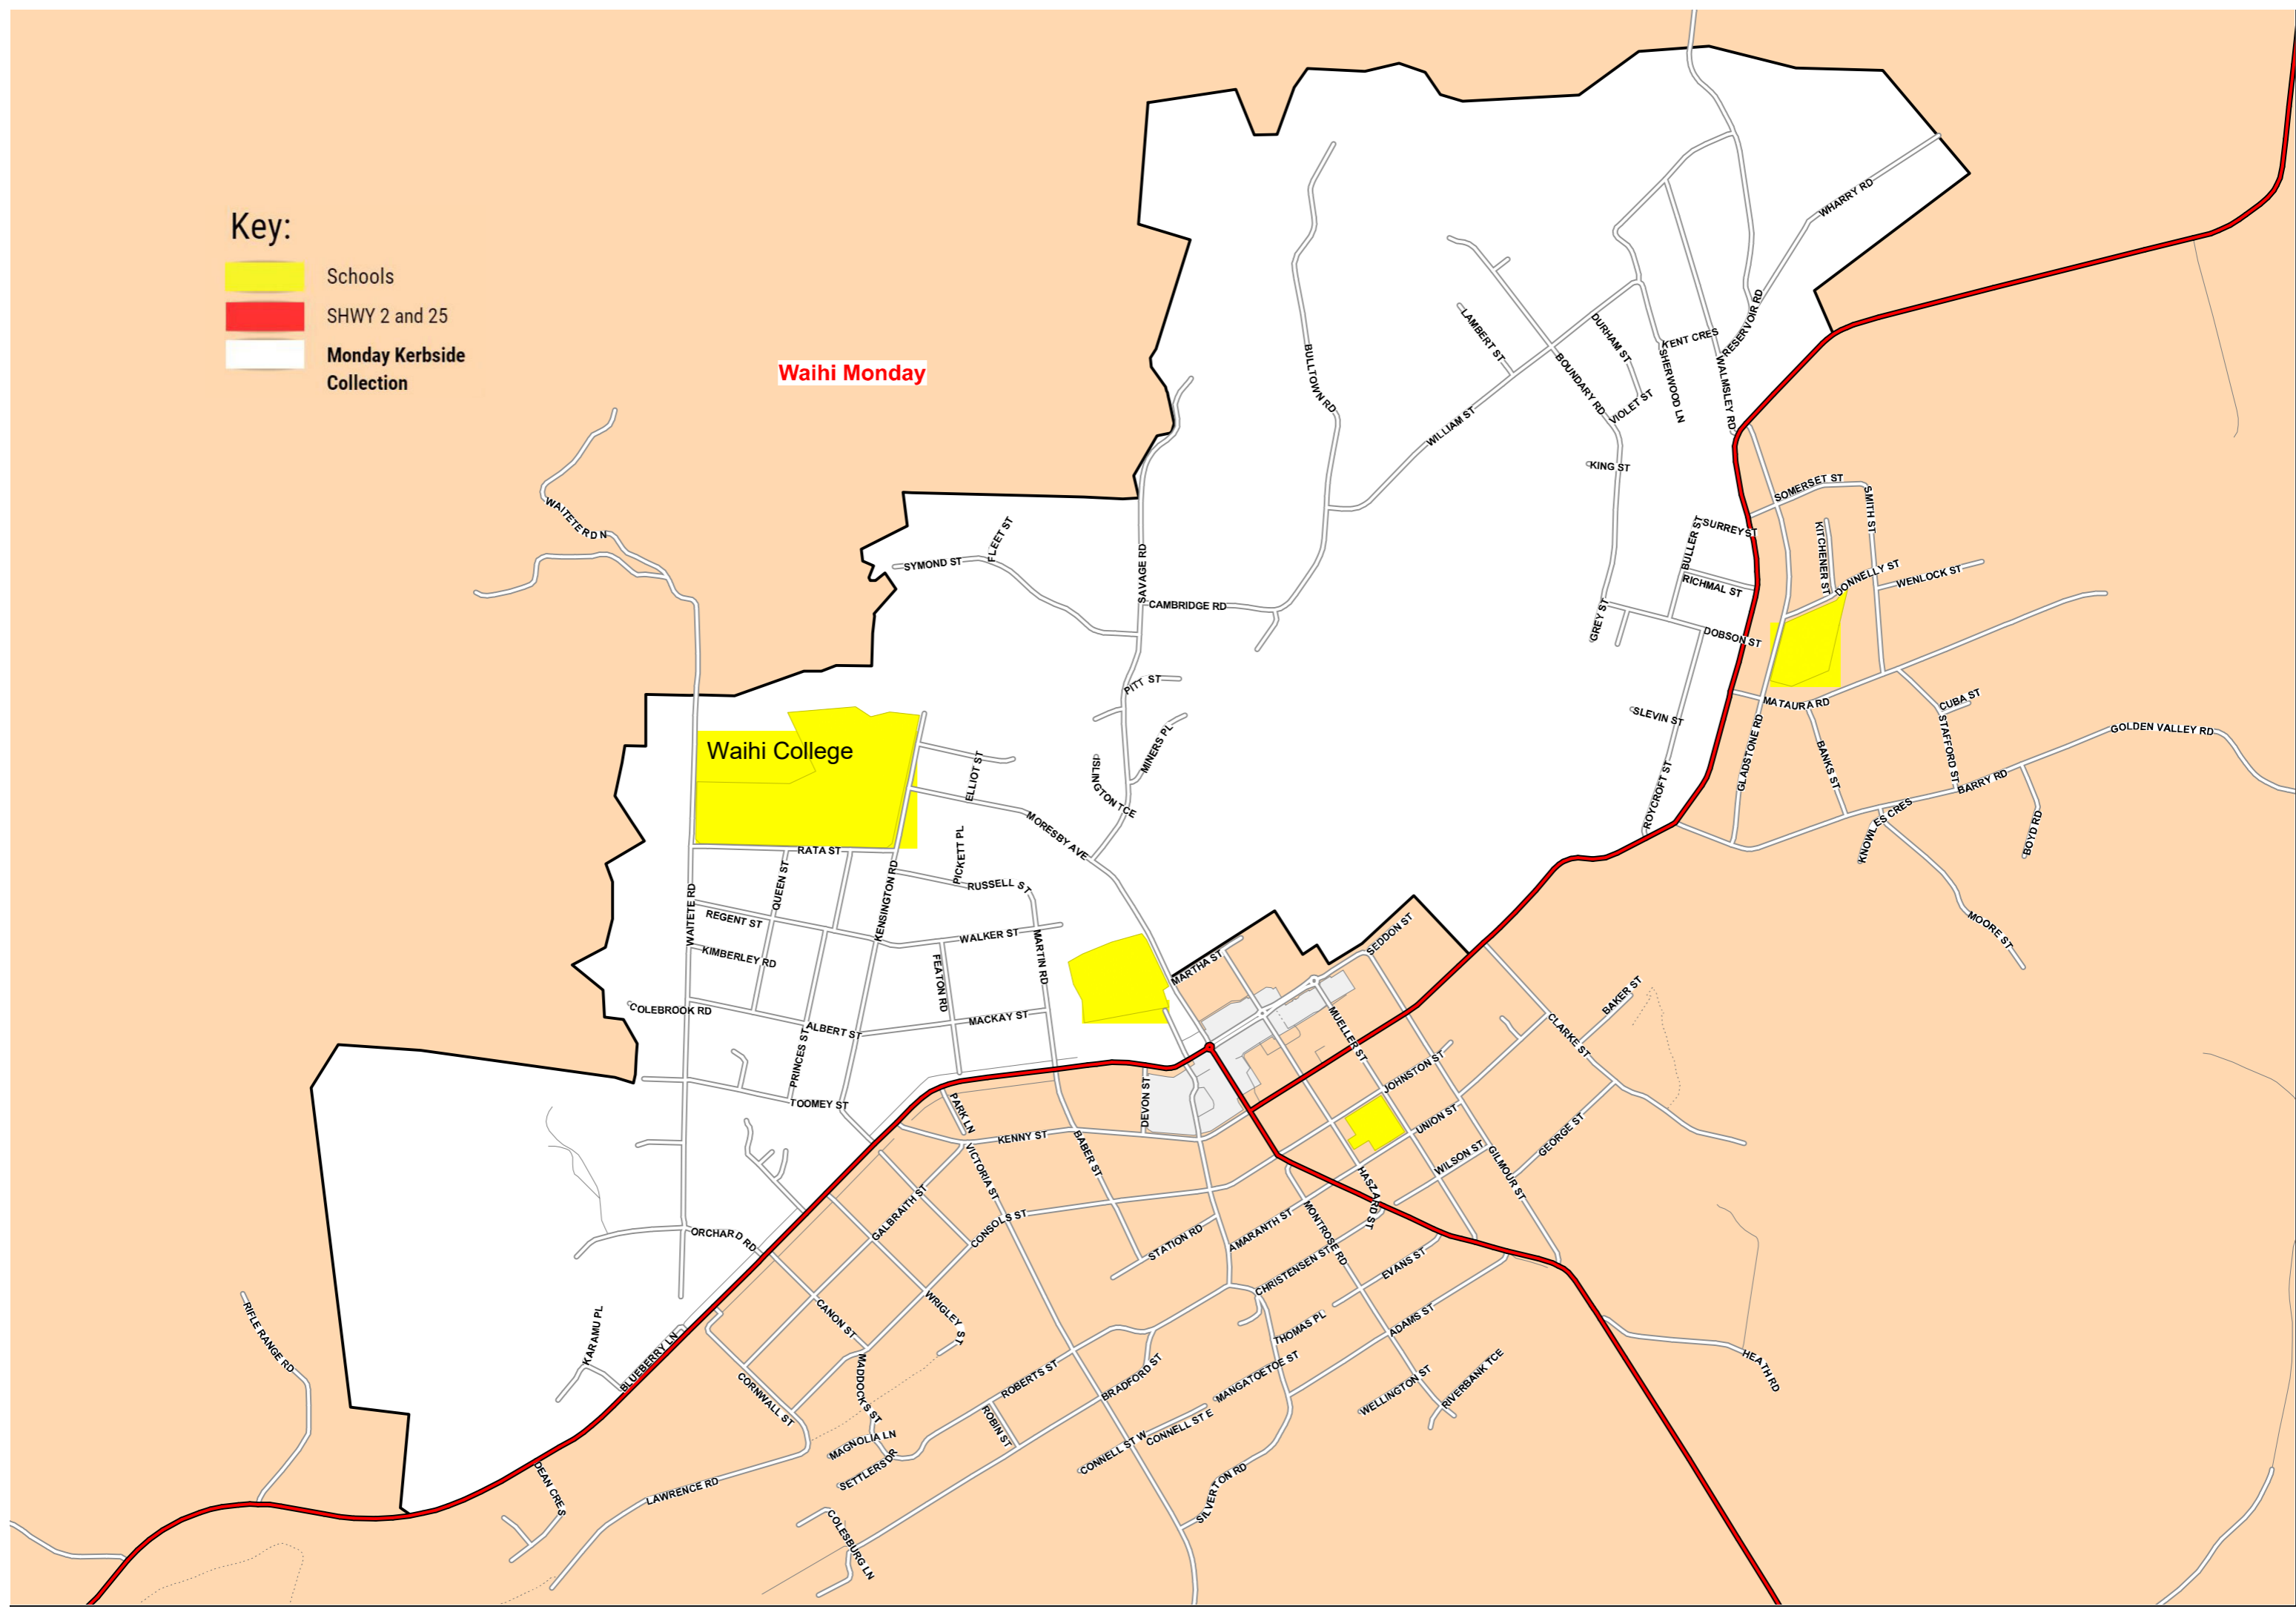 Key:
Schools
SHWY 2 and 25
Monday Kerbside
Collection
Waihi Monday
WHARRY RD
RESERVOIR RD
KENT CRES
DURHAM ST
SHERWOOD LN
WALMSLEY RD
LAMBERT ST
BOUNDARY RD
VIOLET ST
BULLTOWN RD
WILLIAM ST
KING ST
SOMERSET ST
SMITH ST
SURREY ST
BULLER ST
KITCHENER ST
RICHMAL ST
DONNELLY ST
WENLOCK ST
WAITETE RD N
FLEET ST
SYMOND ST
SAVAGE RD
CAMBRIDGE RD
GREY ST
DOBSON ST
PITT ST
MINERS PL
ISLINGTON TCE
SLEVIN ST
MATAURA RD
CUBA ST
STAFFORD ST
GOLDEN VALLEY RD
GLADSTONE RD
BANKS ST
BARRY RD
ROYCROFT ST
KNOWLES CRES
BOYD RD
MOORE ST
Waihi College
ELLIOT ST
MORESBY AVE
RATA ST
PICKETT PL
RUSSELL ST
QUEEN ST
KENSINGTON RD
WAITETE RD
REGENT ST
WALKER ST
MARTIN RD
KIMBERLEY RD
FEATON RD
SEDDON ST
MARTHA ST
COLEBROOK RD
ALBERT ST
MACKAY ST
MUELLER ST
BAKER ST
CLARKE ST
PRINCES ST
TOOMEY ST
PARK LN
DEVON ST
JOHNSTON ST
UNION ST
KENNY ST
BABER ST
VICTORIA ST
WILSON ST
GEORGE ST
GILMOUR ST
HASZARD ST
GALBRAITH ST
CONSOLS ST
ORCHARD RD
STATION RD
AMARANTH ST
MONTROSE RD
CHRISTENSEN ST
EVANS ST
RIFLE RANGE RD
KARAMU PL
BLUEBERRY LN
CANON ST
WRIGLEY ST
THOMAS PL
ADAMS ST
HEATH RD
CORNWALL ST
MADDOCKS ST
ROBERTS ST
BRADFORD ST
MANGATOETOE ST
WELLINGTON ST
RIVERBANK TCE
ROBIN ST
MAGNOLIA LN
SETTLERS DR
CONNELL ST W
CONNELL ST E
DEAN CRES
LAWRENCE RD
SILVERTON RD
COLESBURG LN